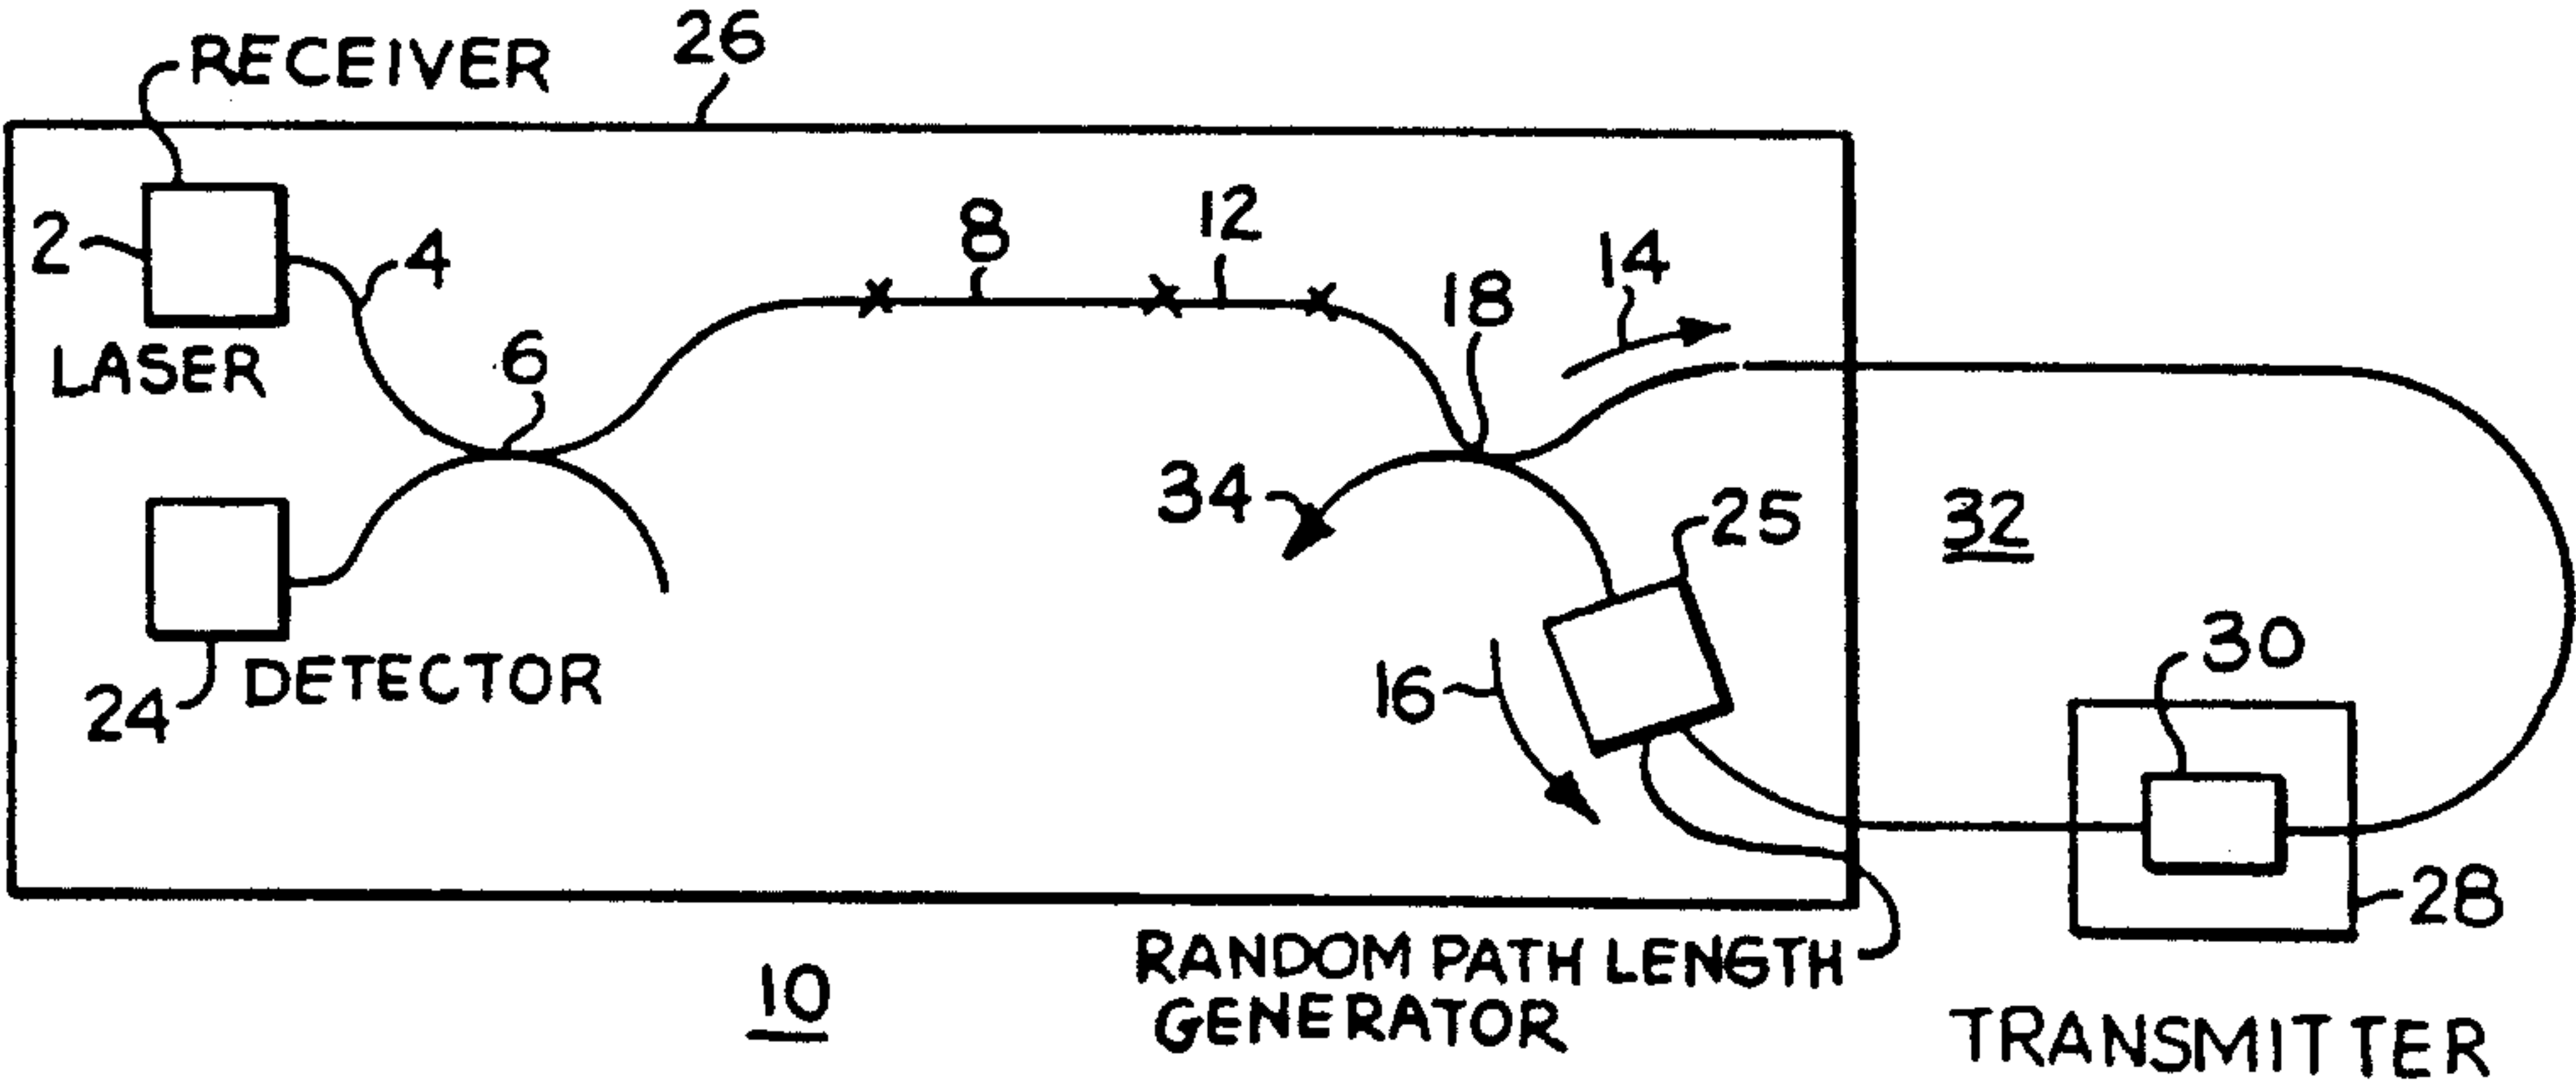 RECEIVER
26
2
4
8
12
14
LASER
6
18
34
25
32
16
30
DETECTOR
24
28
RANDOM PATH LENGTH
GENERATOR
10
TRANSMITTER